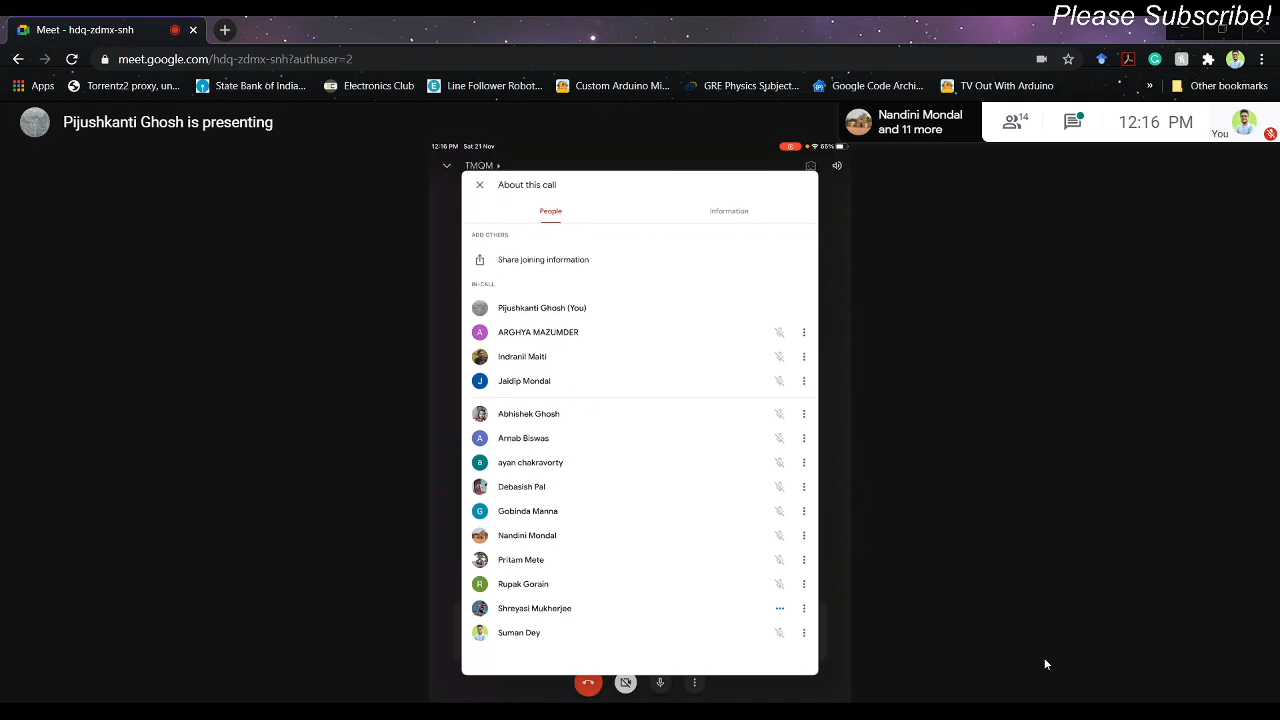 Please Subscribe!
Meet - hdq-zdmx-snh
meet.google.com/hdq-zdmx-snh?authuser=2
Apps
Torrentz2 proxy, un...
State Bank of India...
Electronics Club
Line Follower Robot...
Custom Arduino Mi...
GRE Physics Subject...
Google Code Archi...
TV Out With Arduino
»
Other bookmarks
Pijushkanti Ghosh is presenting
Nandini Mondal
and 11 more
14
12:16 PM
You
12:16 PM Sat 21 Nov
65%
TMQM
About this call
People
Information
ADD OTHERS
Share joining information
IN-CALL
Pijushkanti Ghosh (You)
A ARGHYA MAZUMDER
Indranil Maiti
J Jaidip Mondal
Abhishek Ghosh
A Arnab Biswas
a ayan chakravorty
Debasish Pal
G Gobinda Manna
Nandini Mondal
Pritam Mete
R Rupak Gorain
Shreyasi Mukherjee
Suman Dey